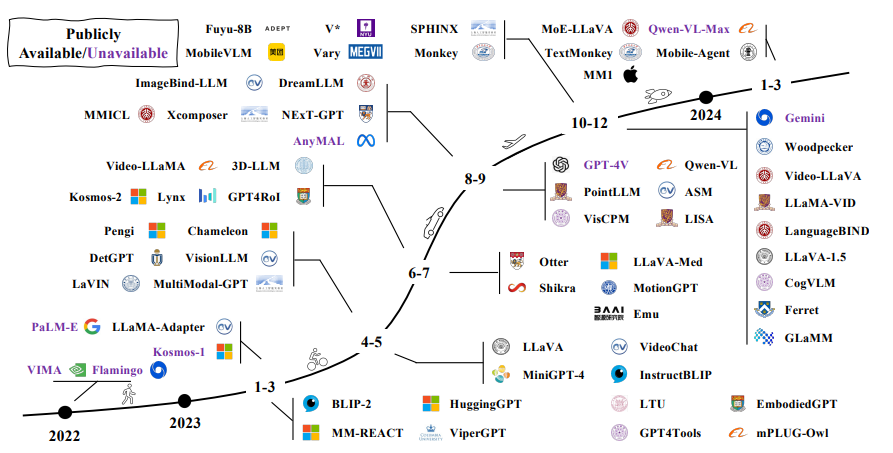 Publicly
Available/Unavailable
Fuyu-8B ADEPT V* NYU
MobileVLM 美团 Vary MEGVII
SPHINX
Monkey
MoE-LLaVA Qwen-VL-Max
TextMonkey Mobile-Agent
MM1
ImageBind-LLM DreamLLM
MMICL Xcomposer NExT-GPT
AnyMAL
1-3
2024
10-12
Video-LLaMA 3D-LLM
Kosmos-2 Lynx GPT4RoI
8-9
GPT-4V Qwen-VL
PointLLM ASM
VisCPM LISA
Gemini
Woodpecker
Video-LLaVA
LLaMA-VID
LanguageBIND
LLaVA-1.5
CogVLM
Ferret
GLaMM
Pengi Chameleon
DetGPT VisionLLM
LaVIN MultiModal-GPT
6-7
Otter LLaVA-Med
Shikra MotionGPT
BAAI Emu
PaLM-E LLaMA-Adapter
Kosmos-1
VIMA Flamingo
4-5
LLaVA VideoChat
MiniGPT-4 InstructBLIP
LTU EmbodiedGPT
GPT4Tools mPLUG-Owl
1-3
BLIP-2 HuggingGPT
MM-REACT ViperGPT
2022
2023